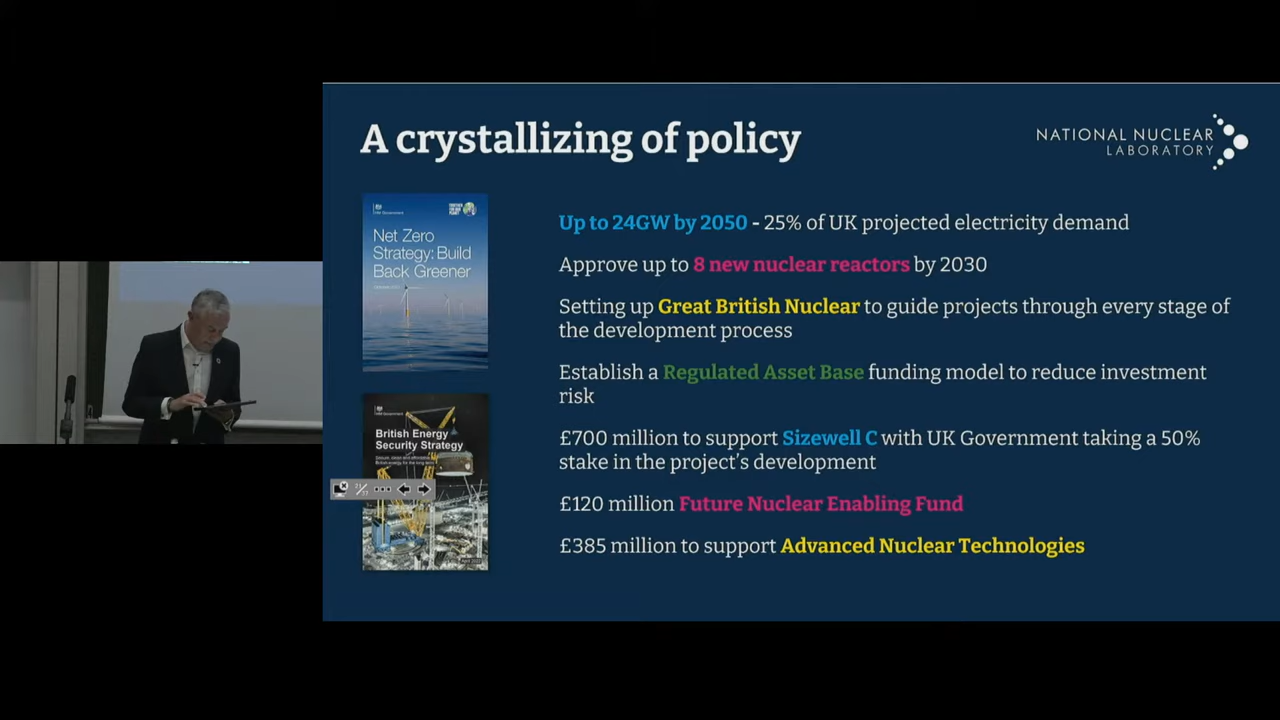 A crystallizing of policy
NATIONAL NUCLEAR
LABORATORY
HM Government
Net Zero
Strategy: Build
Back Greener
Up to 24GW by 2050 - 25% of UK projected electricity demand
Approve up to 8 new nuclear reactors by 2030
Setting up Great British Nuclear to guide projects through every stage of
the development process
Establish a Regulated Asset Base funding model to reduce investment
risk
£700 million to support Sizewell C with UK Government taking a 50%
stake in the project's development
£120 million Future Nuclear Enabling Fund
£385 million to support Advanced Nuclear Technologies
HM Government
British Energy
Security Strategy